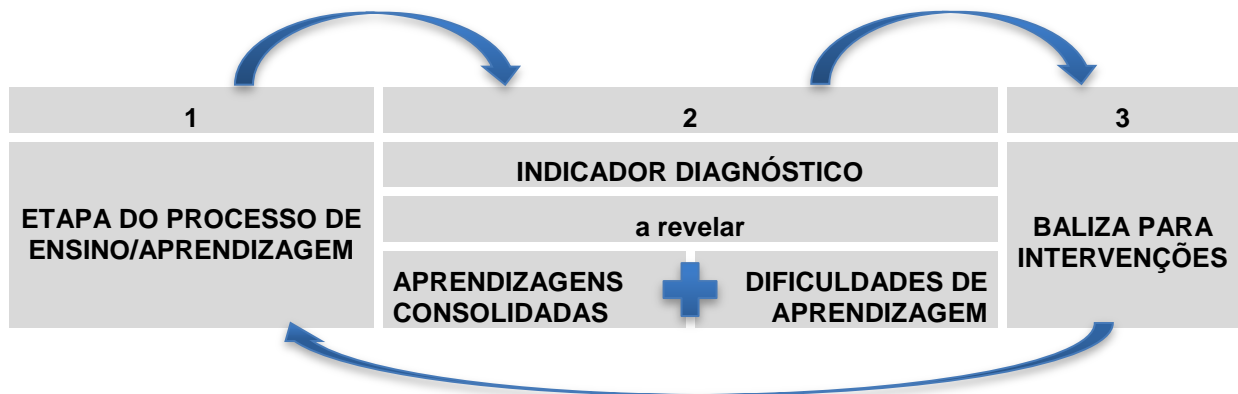 1
2
3
ETAPA DO PROCESSO DE
ENSINO/APRENDIZAGEM
INDICADOR DIAGNÓSTICO
a revelar
APRENDIZAGENS
CONSOLIDADAS
DIFICULDADES DE
APRENDIZAGEM
BALIZA PARA
INTERVENÇÕES